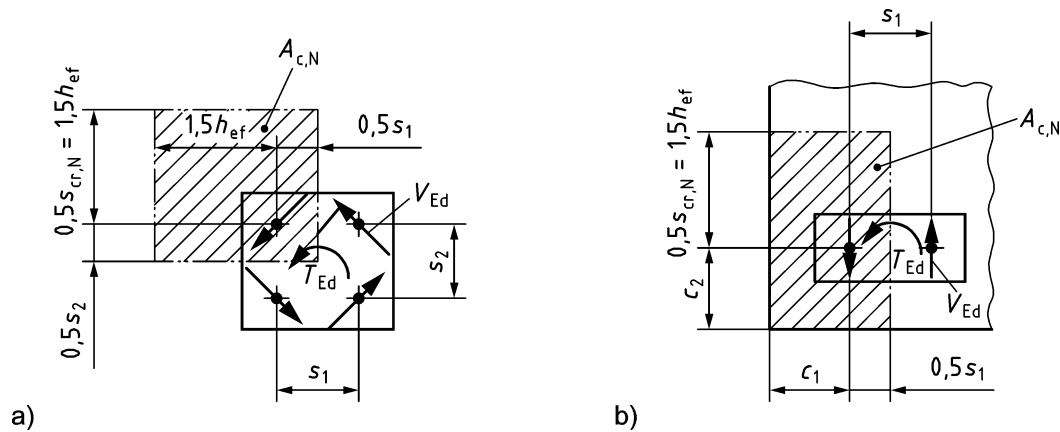 A_c,N
1,5h_ef
0,5s_1
0,5s_cr,N = 1,5h_ef
V_Ed
T_Ed
s_2
0,5s_2
s_1
a)
s_1
A_c,N
0,5s_cr,N = 1,5h_ef
T_Ed
V_Ed
c_2
c_1
0,5s_1
b)